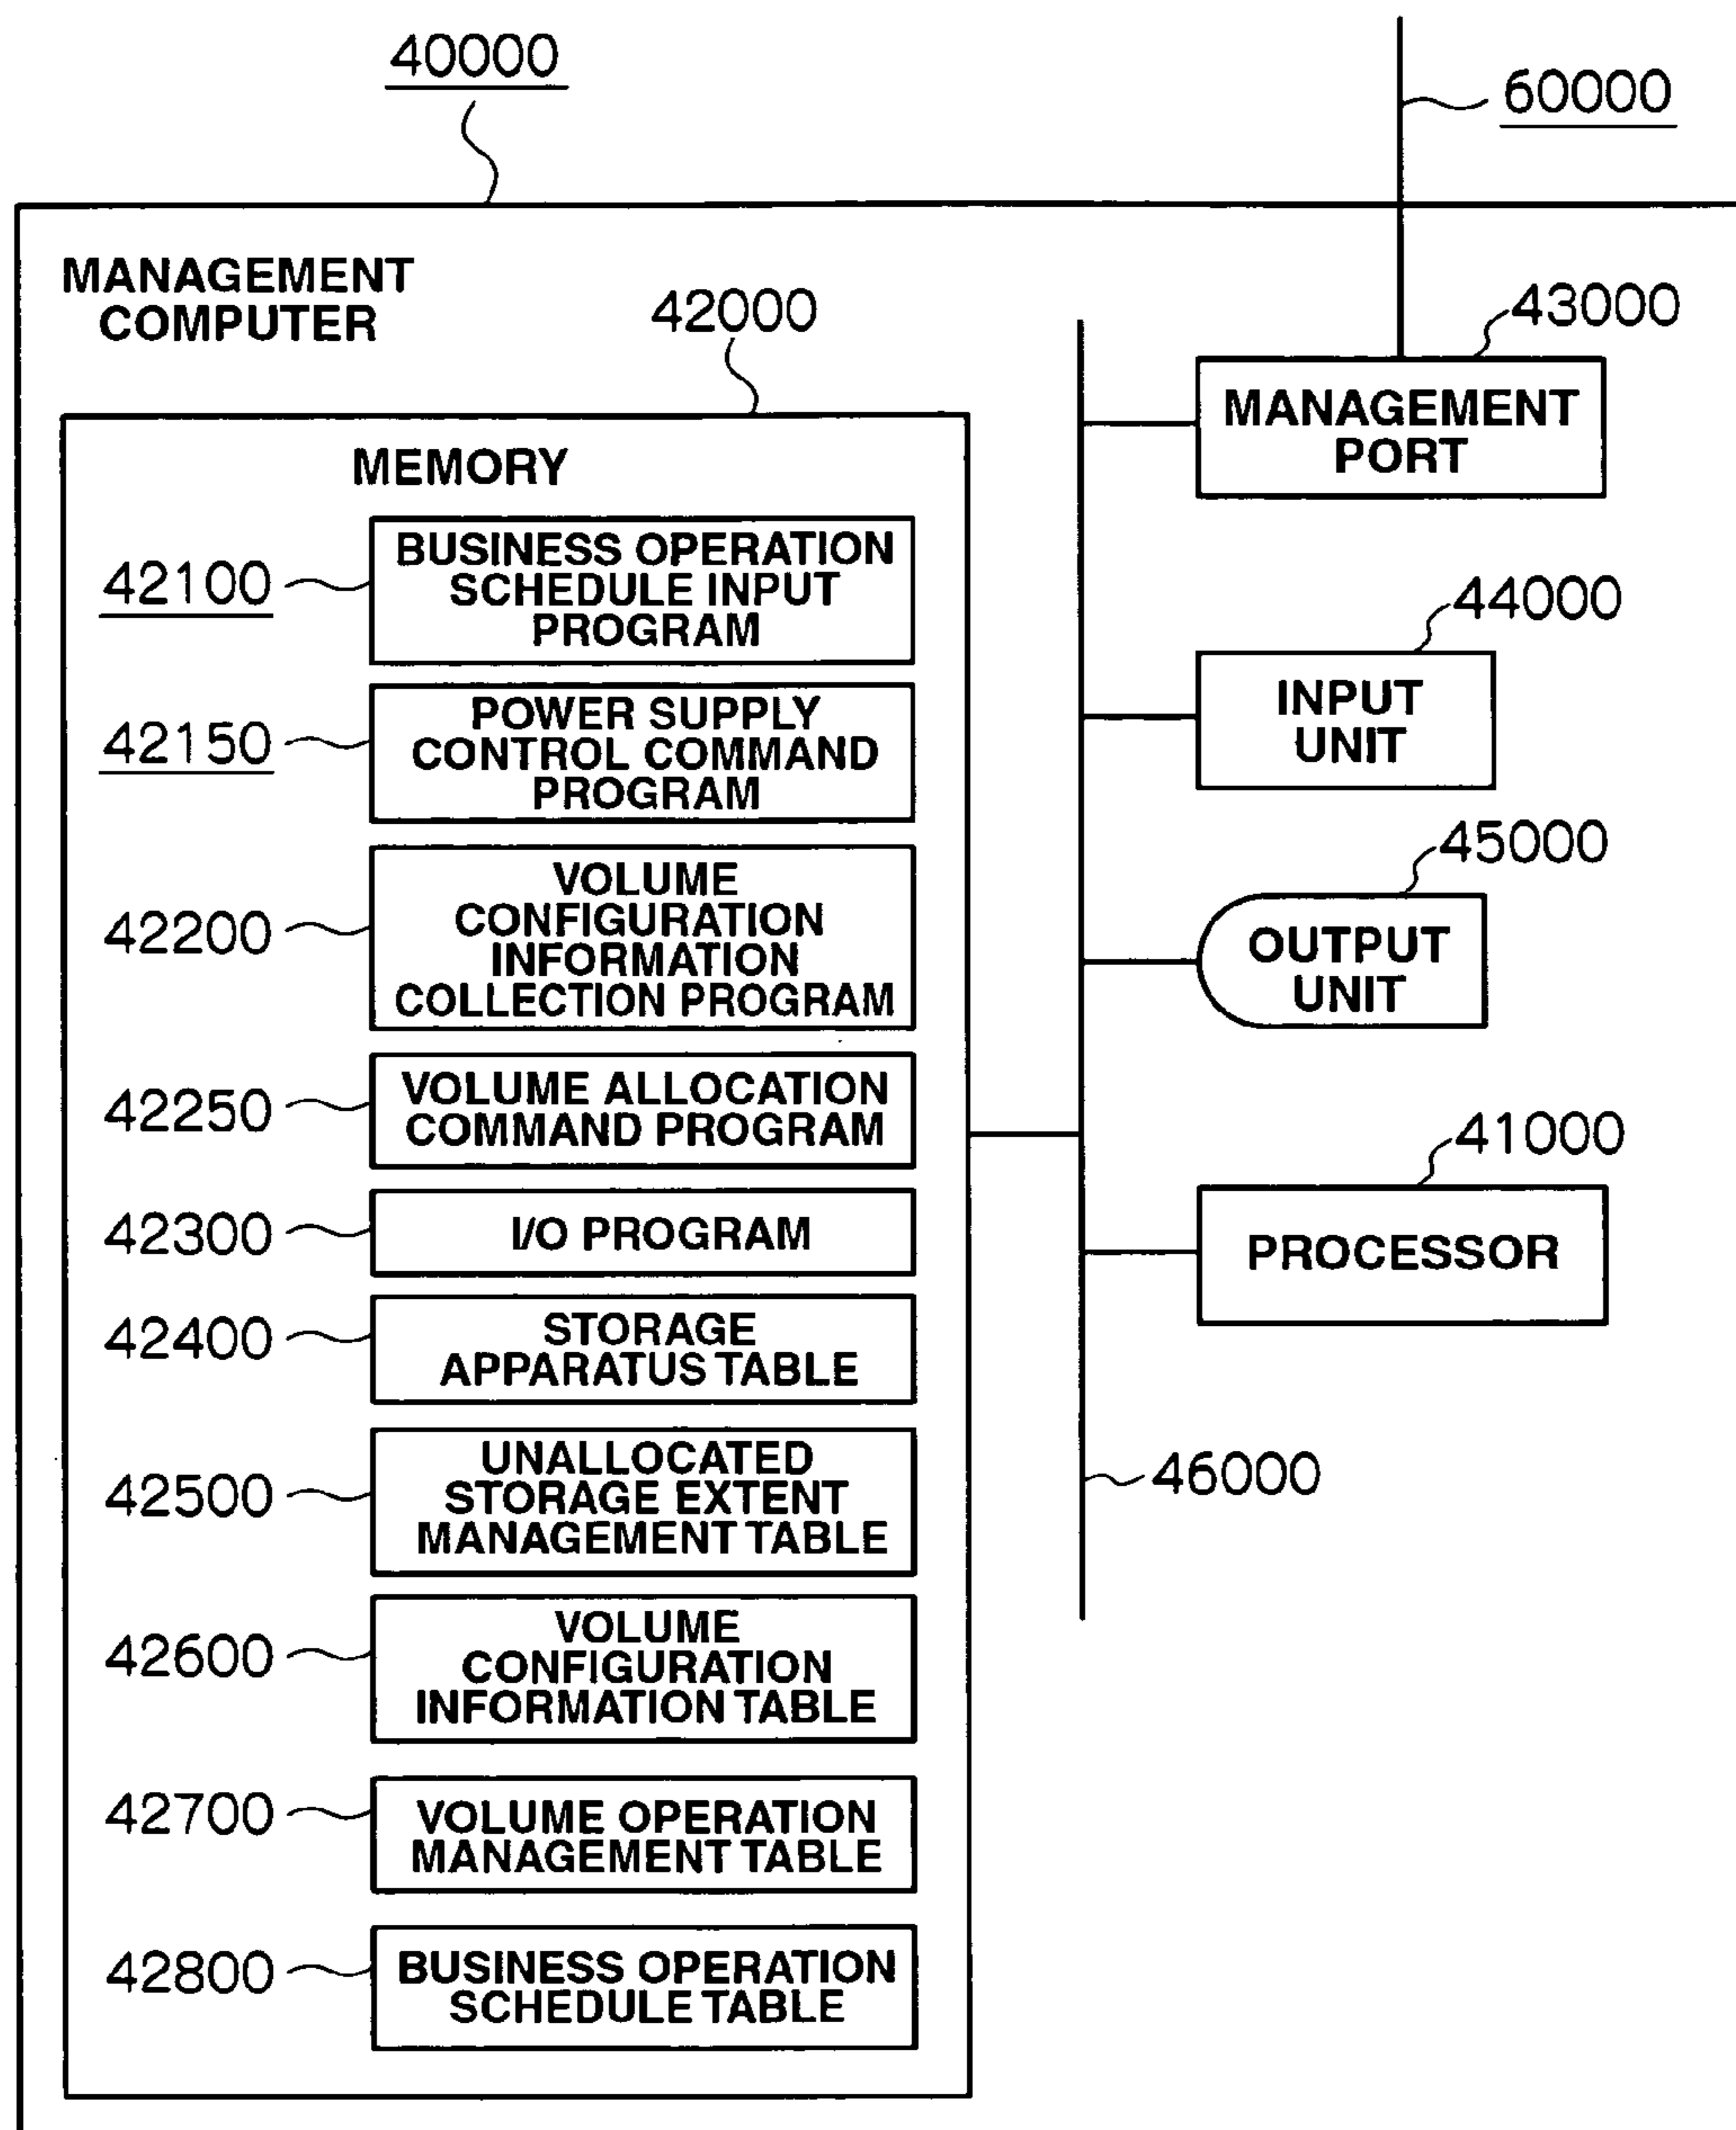 40000
60000
MANAGEMENT
COMPUTER
42000
43000
MANAGEMENT
PORT
MEMORY
42100
BUSINESS OPERATION
SCHEDULE INPUT
PROGRAM
44000
INPUT
UNIT
42150
POWER SUPPLY
CONTROL COMMAND
PROGRAM
45000
OUTPUT
UNIT
42200
VOLUME
CONFIGURATION
INFORMATION
COLLECTION PROGRAM
42250
VOLUME ALLOCATION
COMMAND PROGRAM
41000
PROCESSOR
42300
I/O PROGRAM
42400
STORAGE
APPARATUS TABLE
42500
UNALLOCATED
STORAGE EXTENT
MANAGEMENT TABLE
46000
42600
VOLUME
CONFIGURATION
INFORMATION TABLE
42700
VOLUME OPERATION
MANAGEMENT TABLE
42800
BUSINESS OPERATION
SCHEDULE TABLE